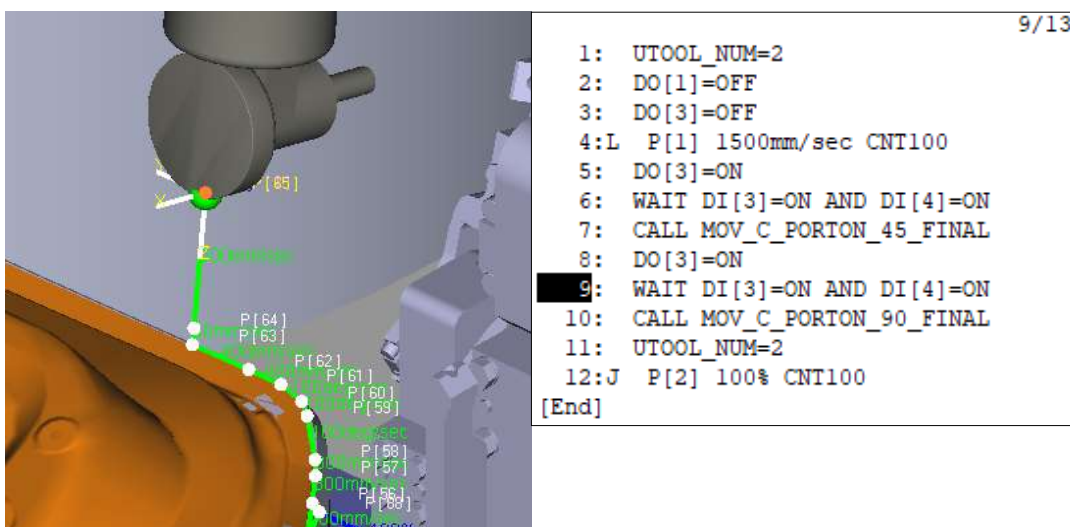 P[65]
P[64]
P[63]
P[62]
P[61]
P[60]
P[59]
P[58]
P[57]
P[56]
9/13
1: UTOOL_NUM=2
2: DO[1]=OFF
3: DO[3]=OFF
4:L P[1] 1500mm/sec CNT100
5: DO[3]=ON
6: WAIT DI[3]=ON AND DI[4]=ON
7: CALL MOV_C_PORTON_45_FINAL
8: DO[3]=ON
9: WAIT DI[3]=ON AND DI[4]=ON
10: CALL MOV_C_PORTON_90_FINAL
11: UTOOL_NUM=2
12:J P[2] 100% CNT100
[End]